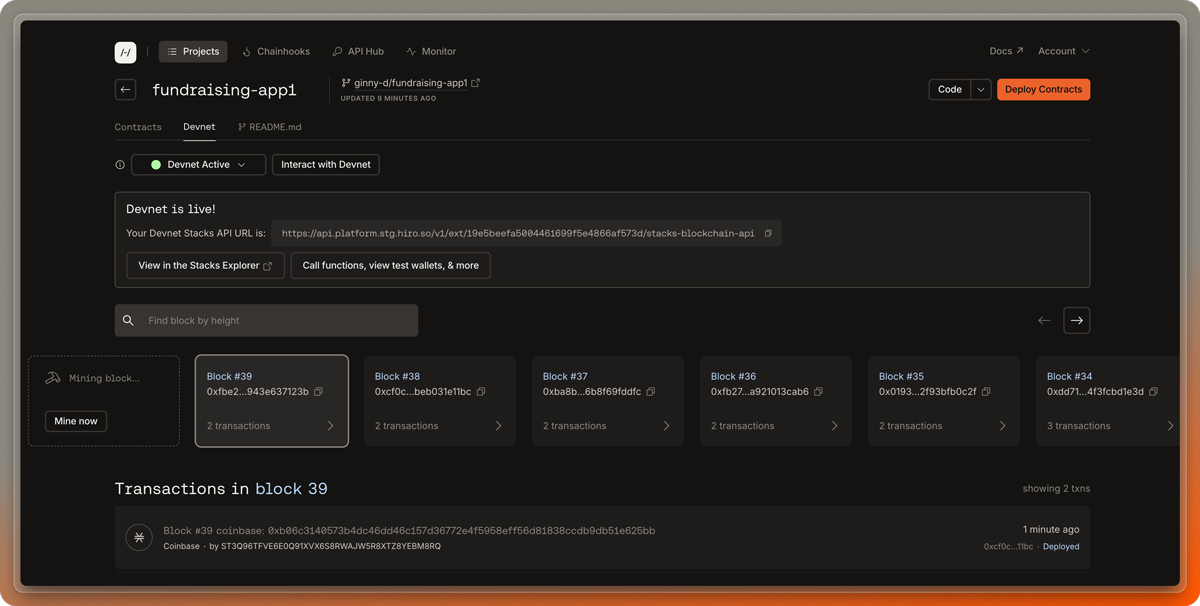 /-/
Projects
Chainhooks
API Hub
Monitor
Docs ↗
Account
fundraising-app1
ginny-d/fundraising-app1
UPDATED 9 MINUTES AGO
Code
Deploy Contracts
Contracts
Devnet
README.md
Devnet Active
Interact with Devnet
Devnet is live!
Your Devnet Stacks API URL is: https://api.platform.stg.hiro.so/v1/ext/19e5beefa5004461699f5e4866af573d/stacks-blockchain-api
View in the Stacks Explorer
Call functions, view test wallets, & more
Find block by height
Mining block...
Mine now
Block #39
0xfbe2...943e637123b
2 transactions
Block #38
0xcf0c...beb031e11bc
2 transactions
Block #37
0xba8b...6b8f69fddfc
2 transactions
Block #36
0xfb27...a921013cab6
2 transactions
Block #35
0x0193...2f93bfb0c2f
2 transactions
Block #34
0xdd71...4f3fcbd1e3d
3 transactions
Transactions in block 39
showing 2 txns
Block #39 coinbase: 0xb06c3140573b4dc46dd46c157d36772e4f5958eff56d81838ccdb9db51e625bb
1 minute ago
Coinbase · by ST3Q96TFVE6E0Q91XVX6S8RWAJW5R8XTZ8YEBM8RQ
0xcf0c...11bc · Deployed